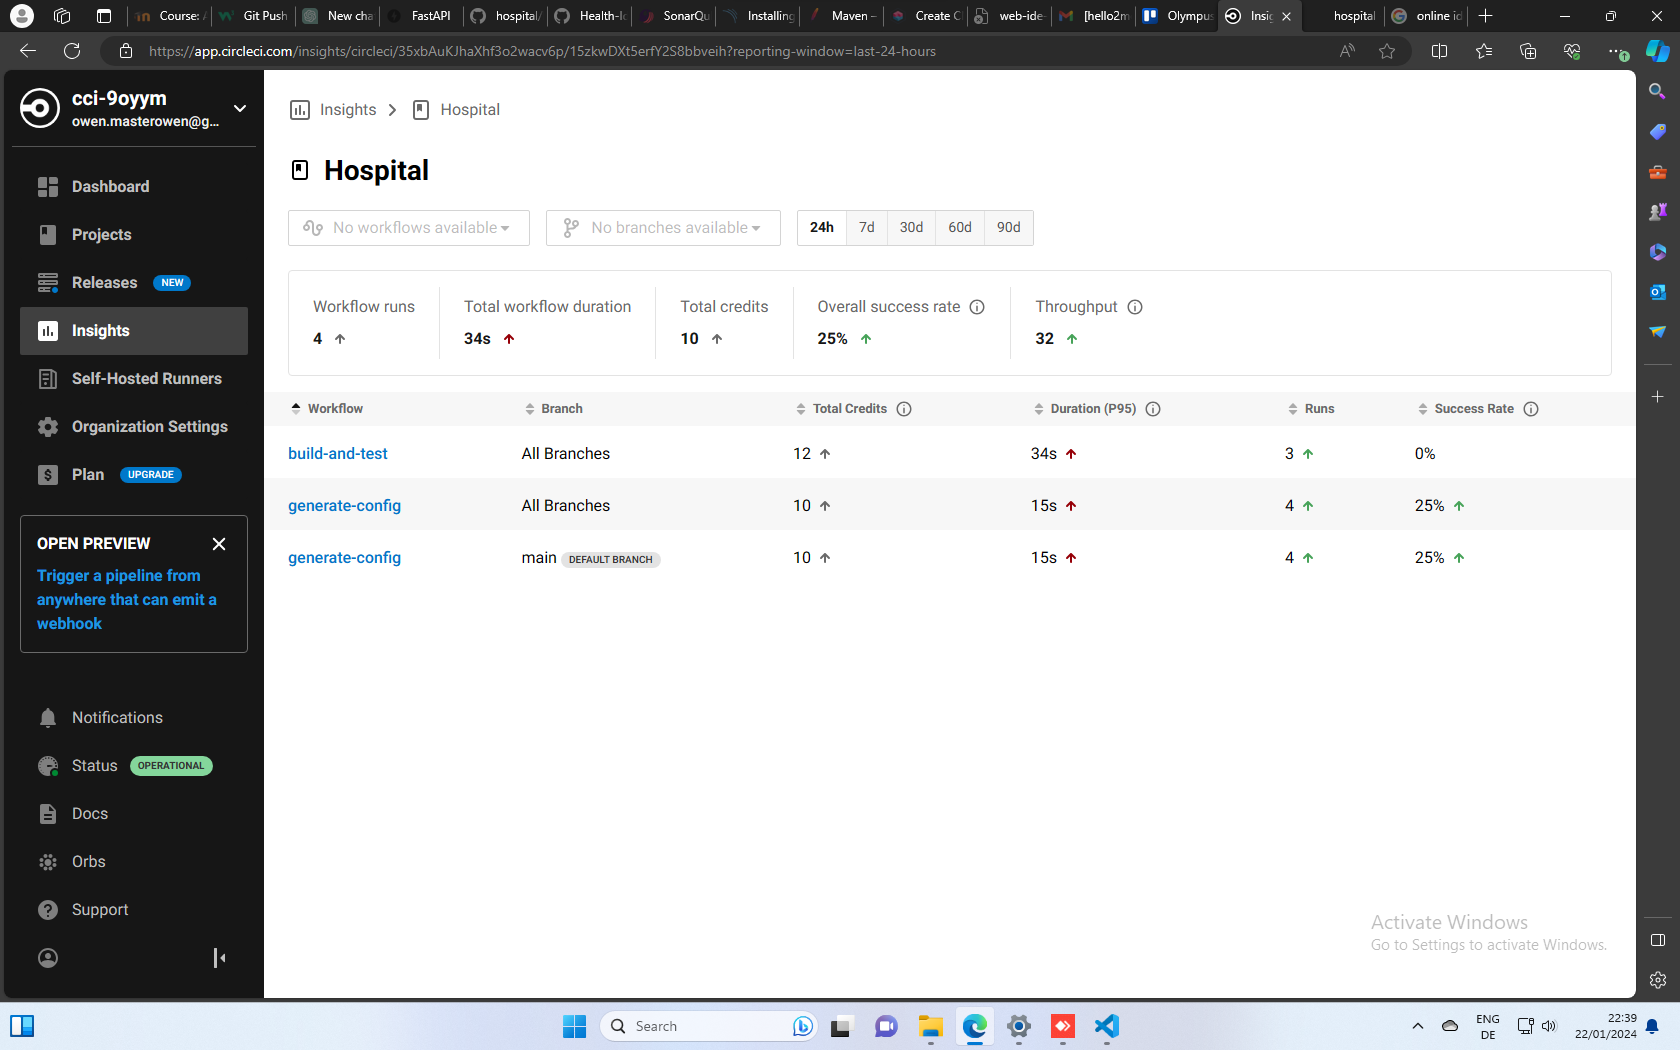 Course: A
Git Push
New cha
FastAPI
hospital/
Health-Ic
SonarQu
Installing
Maven –
Create C
web-ide-
[hello2m
Olympus
Insig
hospital
online id
https://app.circleci.com/insights/circleci/35xbAuKJhaXhf3o2wacv6p/15zkwDXt5erfY2S8bbveih?reporting-window=last-24-hours
cci-9oyym
owen.masterowen@g...
Dashboard
Projects
Releases NEW
Insights
Self-Hosted Runners
Organization Settings
Plan UPGRADE
OPEN PREVIEW
Trigger a pipeline from
anywhere that can emit a
webhook
Notifications
Status OPERATIONAL
Docs
Orbs
Support
Insights Hospital
Hospital
No workflows available No branches available 24h 7d 30d 60d 90d
Workflow runs Total workflow duration Total credits Overall success rate Throughput
4 34s 10 25% 32
Workflow Branch Total Credits Duration (P95) Runs Success Rate
build-and-test All Branches 12 34s 3 0%
generate-config All Branches 10 15s 4 25%
generate-config main DEFAULT BRANCH 10 15s 4 25%
Activate Windows
Go to Settings to activate Windows.
Search
ENG
DE
22:39
22/01/2024